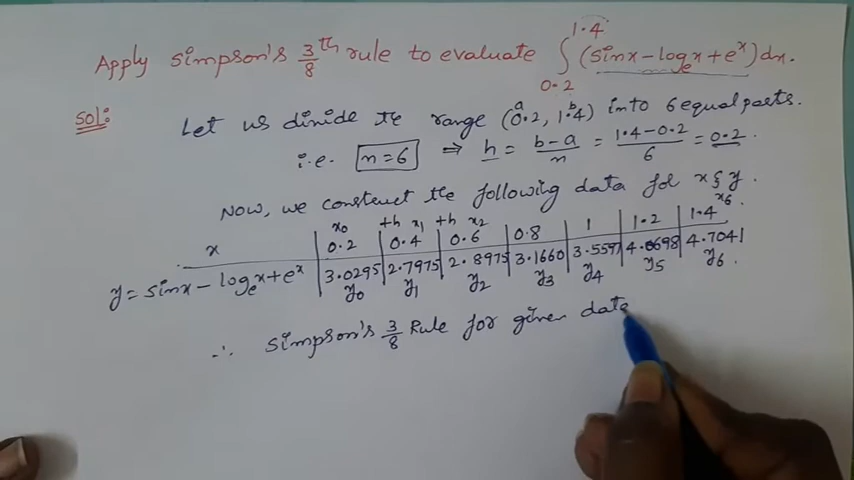 Apply Simpson's 3/8th rule to evaluate ∫_{0.2}^{1.4} (sinx - log_e x + e^x) dx.
Sol:
Let us divide the range (0.2, 1.4) into 6 equal parts.
a b
i.e. n=6 ⇒ h = b-a/n = 1.4-0.2/6 = 0.2.
Now, we construct the following data for x & y.
x0 +h x1 +h x2 x6
x 0.2 0.4 0.6 0.8 1 1.2 1.4
y = sinx - log_e x + e^x 3.0295 2.7975 2.8975 3.1660 3.5597 4.0698 4.7041
y0 y1 y2 y3 y4 y5 y6
∴ Simpson's 3/8 Rule for given data